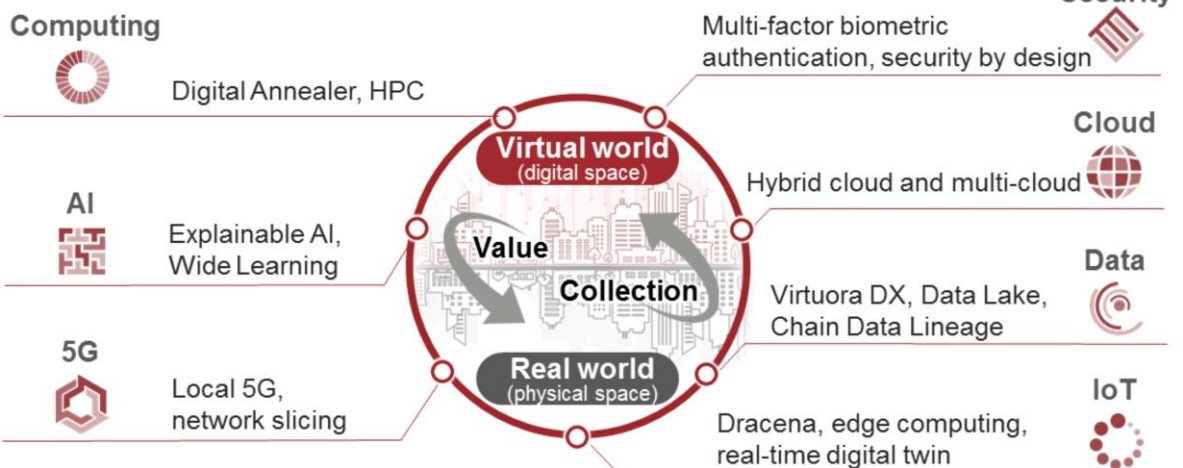 Computing
Digital Annealer, HPC
AI
Explainable AI,
Wide Learning
5G
Local 5G,
network slicing
Virtual world
(digital space)
Value
Collection
Real world
(physical space)
Security
Multi-factor biometric
authentication, security by design
Cloud
Hybrid cloud and multi-cloud
Data
Virtuora DX, Data Lake,
Chain Data Lineage
IoT
Dracena, edge computing,
real-time digital twin